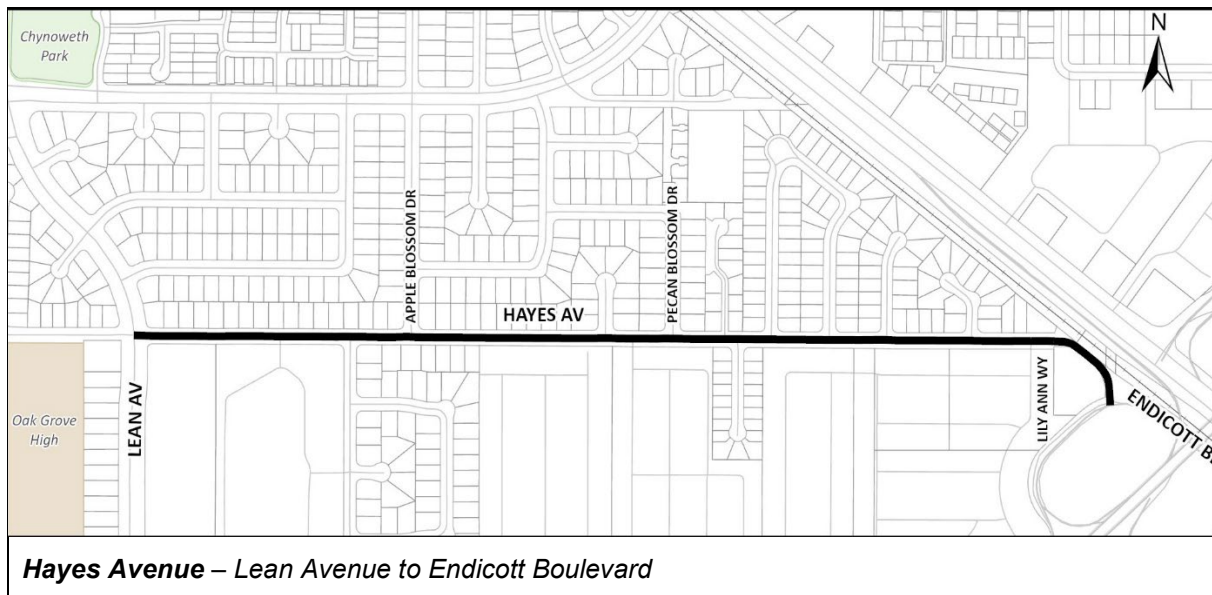 Chynoweth
Park
N
APPLE BLOSSOM DR
PECAN BLOSSOM DR
HAYES AV
LEAN AV
Oak Grove
High
LILY ANN WY
ENDICOTT B
Hayes Avenue – Lean Avenue to Endicott Boulevard